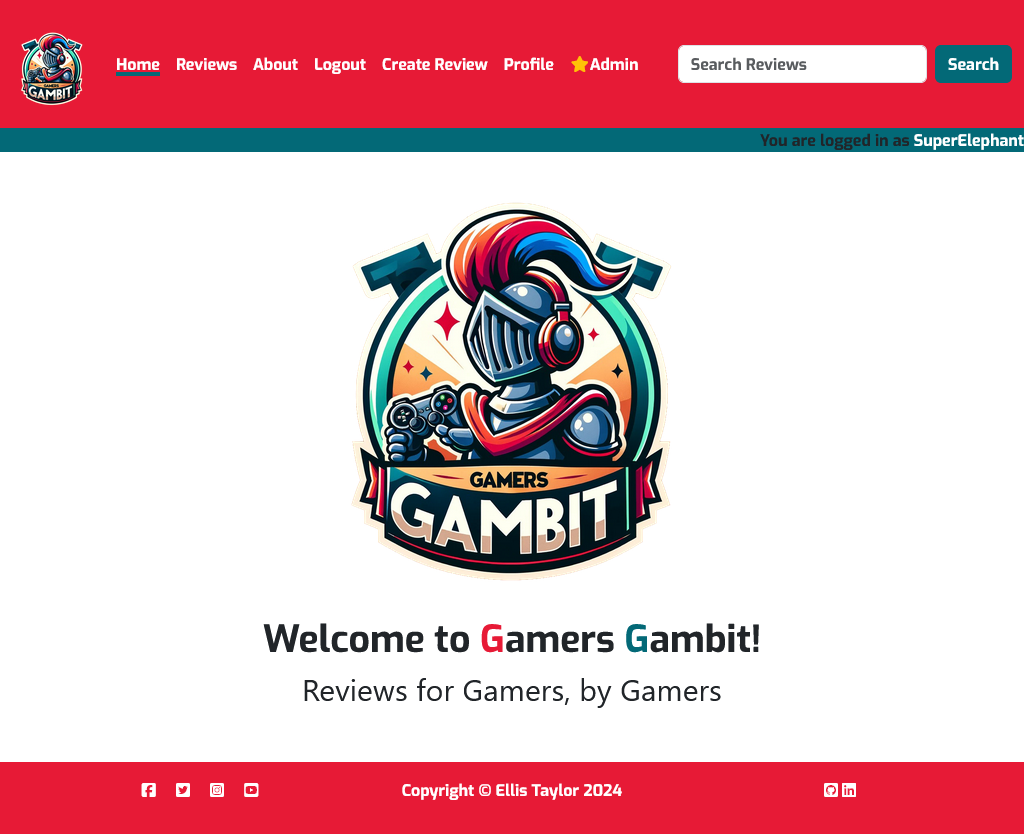 GAMERS
GAMBIT
Home Reviews About Logout Create Review Profile Admin Search Reviews Search
You are logged in as SuperElephant
GAMERS
GAMBIT
Welcome to Gamers Gambit!
Reviews for Gamers, by Gamers
Copyright © Ellis Taylor 2024